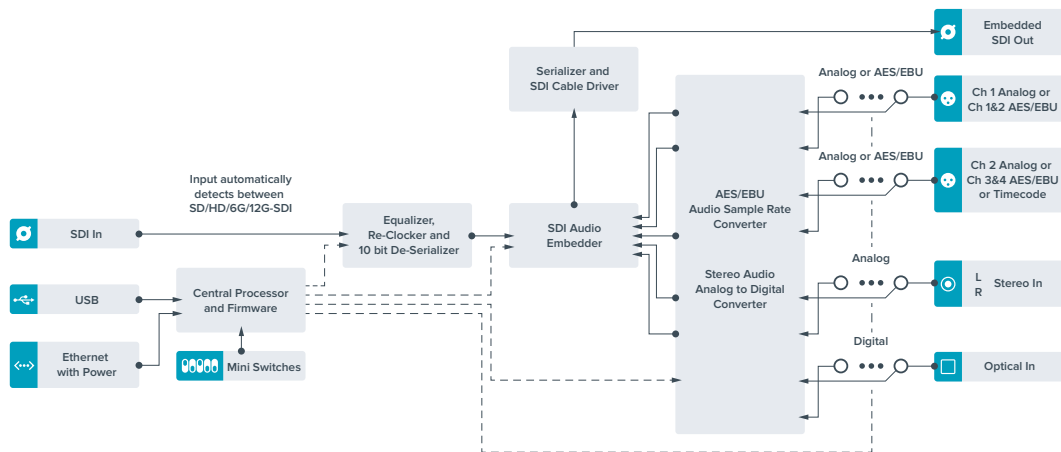 Embedded
SDI Out
Serializer and
SDI Cable Driver
Analog or AES/EBU
Ch 1 Analog or
Ch 1&2 AES/EBU
Analog or AES/EBU
Ch 2 Analog or
Ch 3&4 AES/EBU
or Timecode
Input automatically
detects between
SD/HD/6G/12G-SDI
SDI In
Equalizer,
Re-Clocker and
10 bit De-Serializer
SDI Audio
Embedder
AES/EBU
Audio Sample Rate
Converter
Stereo Audio
Analog to Digital
Converter
Analog
L
R
Stereo In
USB
Central Processor
and Firmware
Ethernet
with Power
Mini Switches
Digital
Optical In